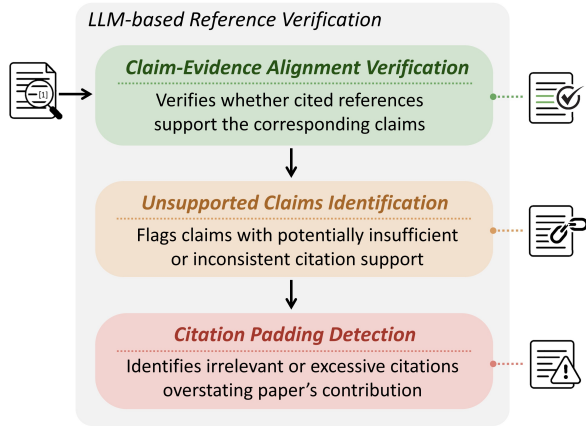 LLM-based Reference Verification
[1]
Claim-Evidence Alignment Verification
Verifies whether cited references
support the corresponding claims
Unsupported Claims Identification
Flags claims with potentially insufficient
or inconsistent citation support
Citation Padding Detection
Identifies irrelevant or excessive citations
overstating paper's contribution